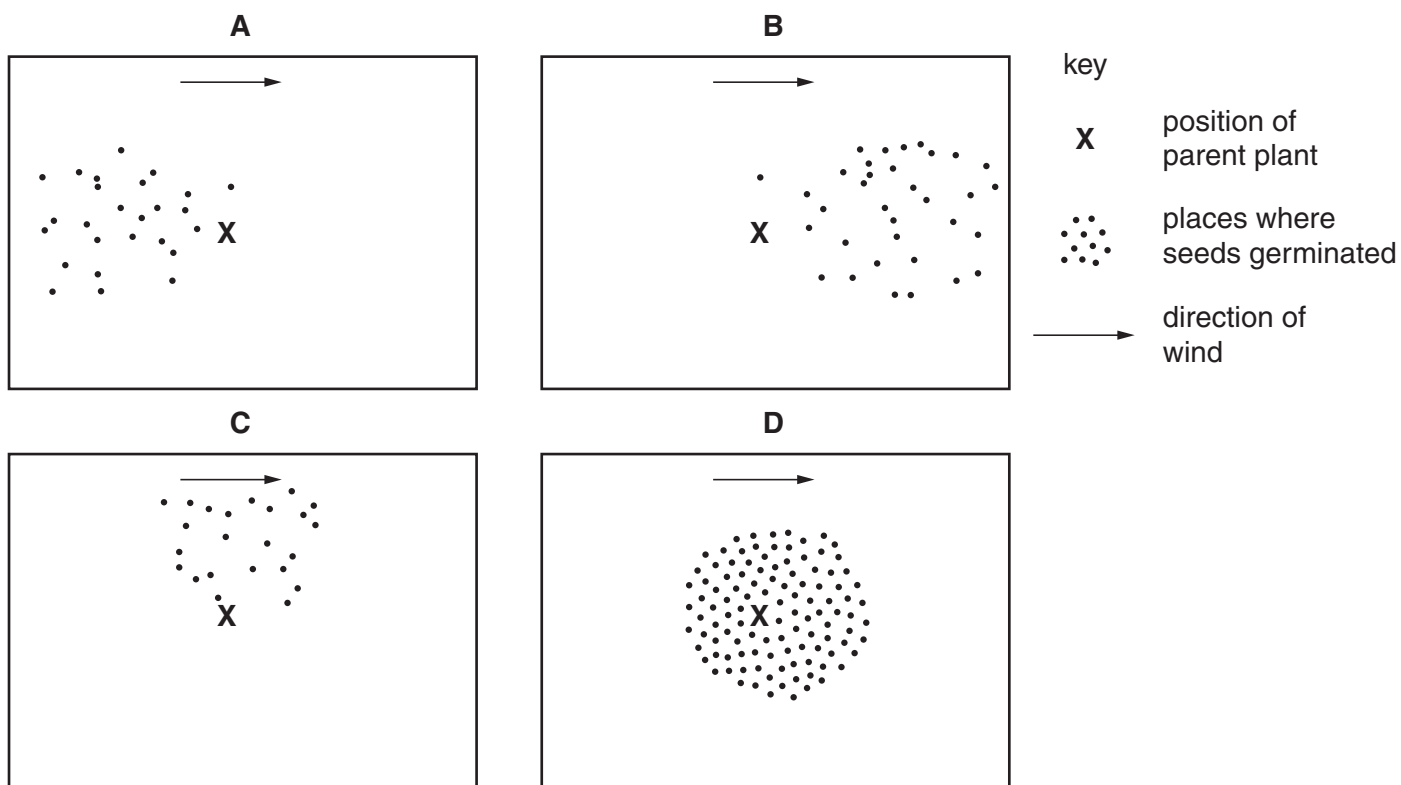 A
B
key
X
position of
parent plant
X
X
places where
seeds germinated
direction of
wind
C
D
X
X